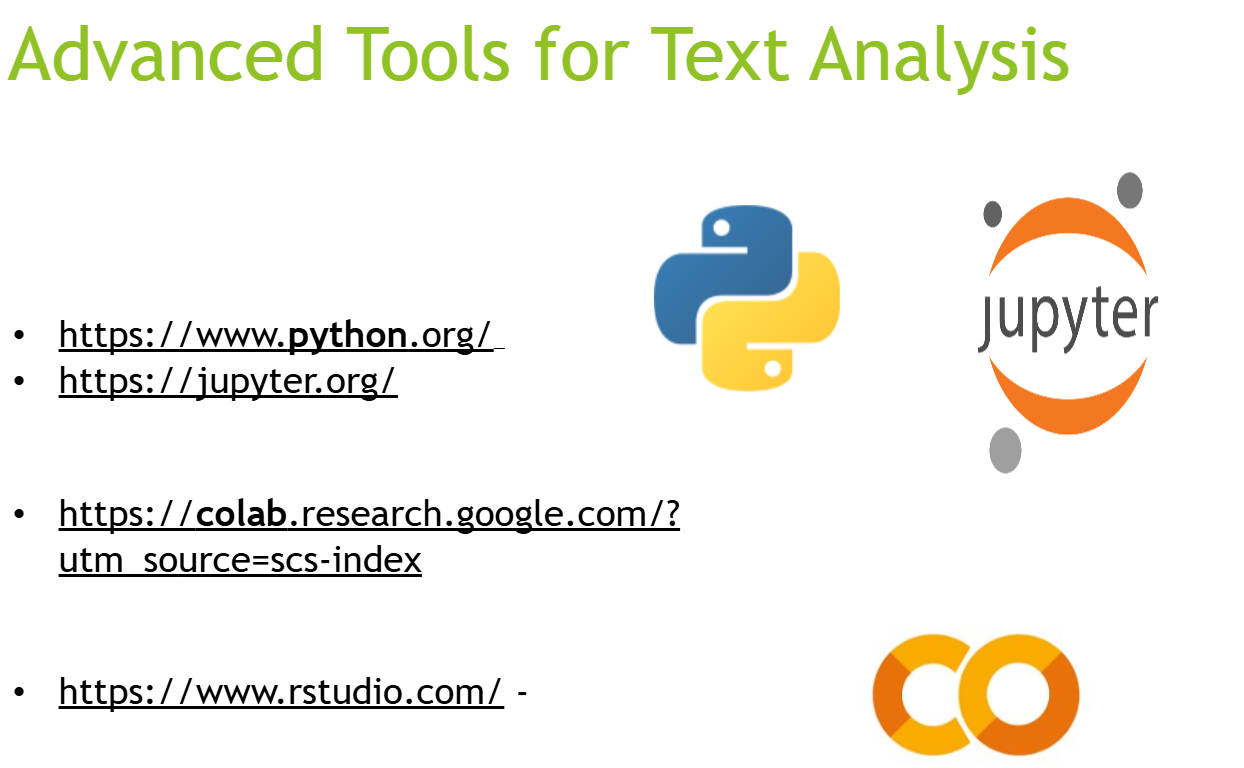 Advanced Tools for Text Analysis
• https://www.python.org/
• https://jupyter.org/
jupyter
• https://colab.research.google.com/?
utm_source=scs-index
• https://www.rstudio.com/ -
CO